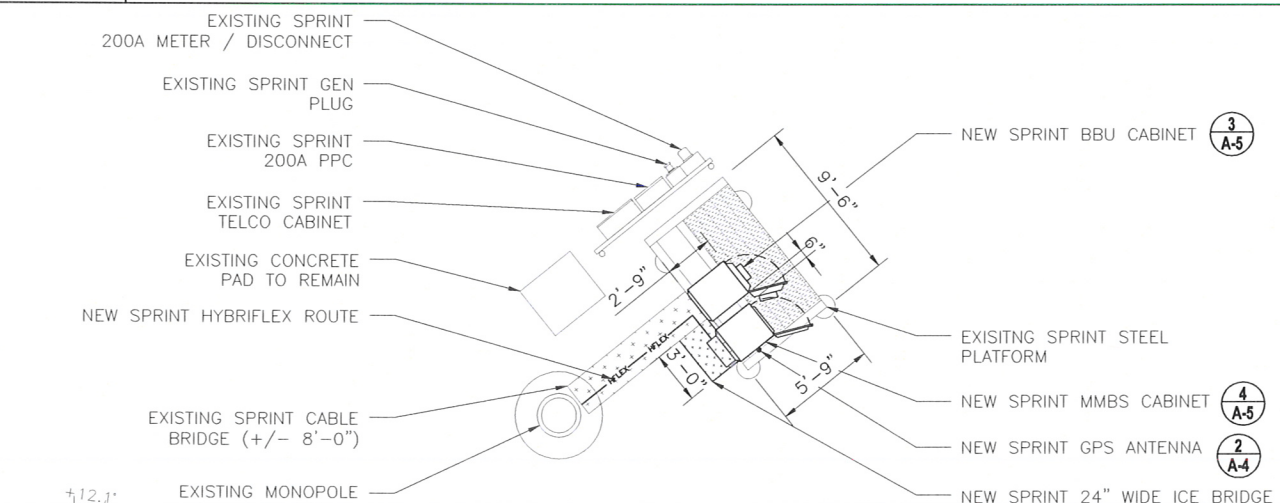 EXISTING SPRINT
200A METER / DISCONNECT
EXISTING SPRINT GEN
PLUG
EXISTING SPRINT
200A PPC
EXISTING SPRINT
TELCO CABINET
EXISTING CONCRETE
PAD TO REMAIN
NEW SPRINT HYBRIFLEX ROUTE
EXISTING SPRINT CABLE
BRIDGE (+/- 8'-0")
EXISTING MONOPOLE
HFLEX
HFLEX
2'-9"
3'-0"
9'-6"
6"
5'-9"
NEW SPRINT BBU CABINET
3
A-5
EXISITNG SPRINT STEEL
PLATFORM
NEW SPRINT MMBS CABINET
4
A-5
NEW SPRINT GPS ANTENNA
2
A-4
NEW SPRINT 24" WIDE ICE BRIDGE